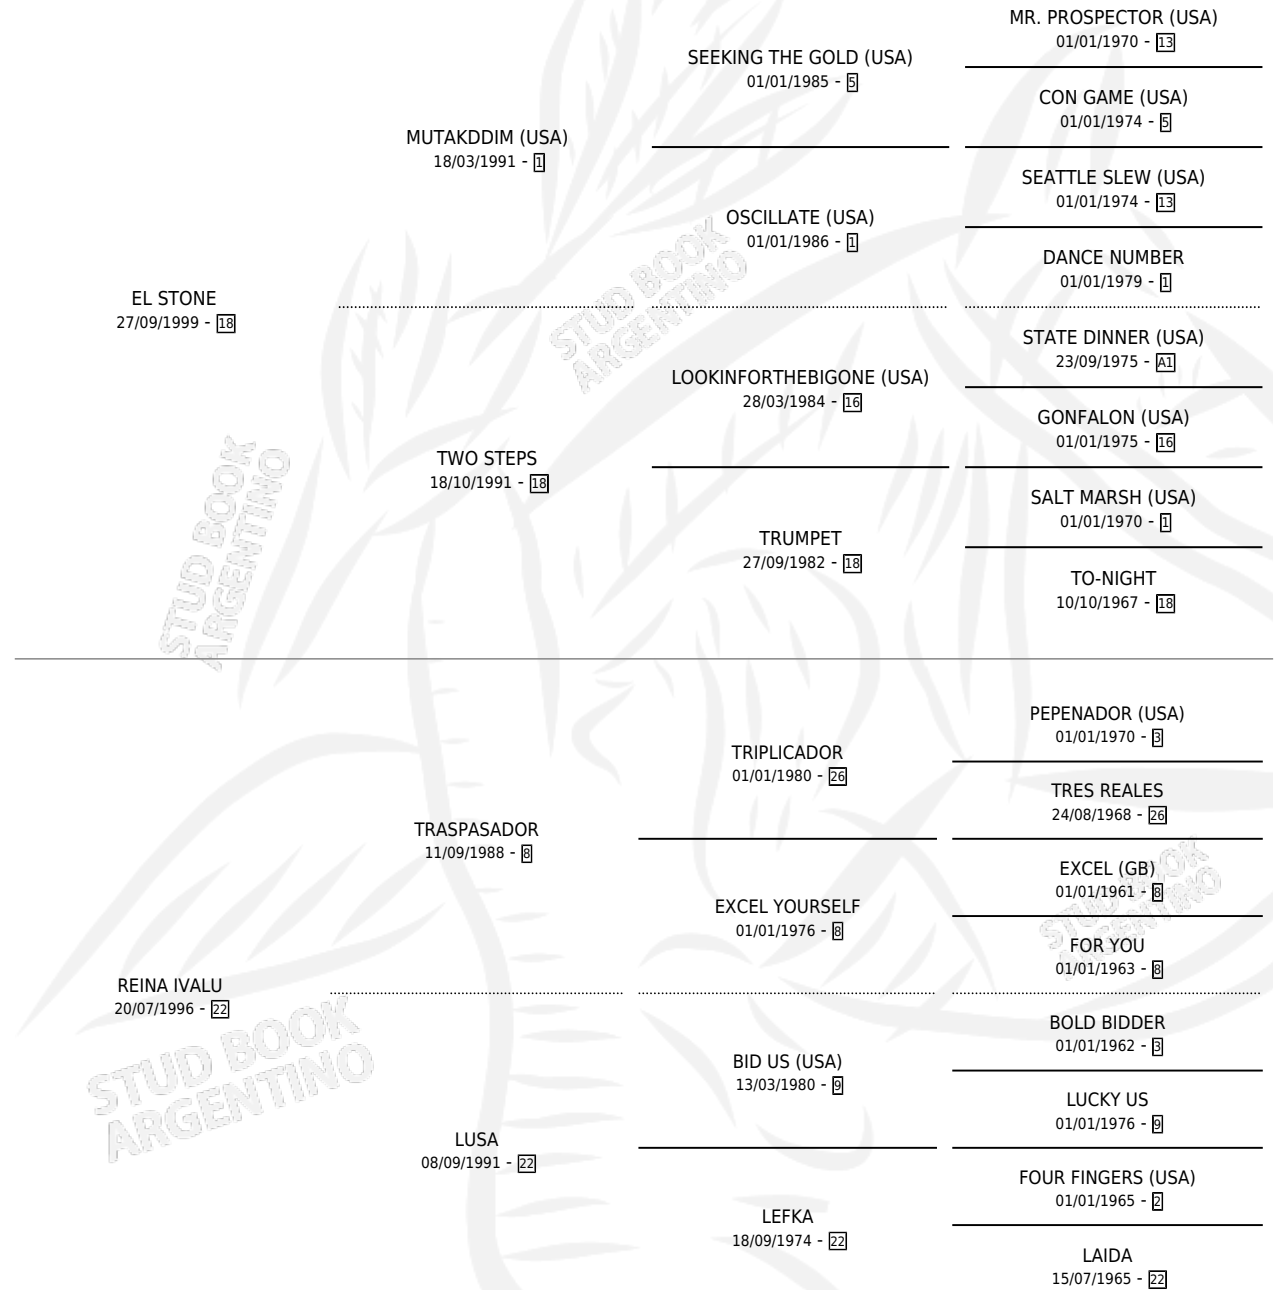 MR. PROSPECTOR (USA)
01/01/1970 - 13
SEEKING THE GOLD (USA)
01/01/1985 - 5
CON GAME (USA)
01/01/1974 - 5
MUTAKDDIM (USA)
18/03/1991 - 1
SEATTLE SLEW (USA)
01/01/1974 - 13
OSCILLATE (USA)
01/01/1986 - 1
DANCE NUMBER
01/01/1979 - 1
EL STONE
27/09/1999 - 18
STUD BOOK
ARGENTINO
STATE DINNER (USA)
23/09/1975 - A1
LOOKINFORTHEBIGONE (USA)
28/03/1984 - 16
GONFALON (USA)
01/01/1975 - 16
TWO STEPS
18/10/1991 - 18
SALT MARSH (USA)
01/01/1970 - 1
TRUMPET
27/09/1982 - 18
TO-NIGHT
10/10/1967 - 18
STUD BOOK
ARGENTINO
PEPENADOR (USA)
01/01/1970 - 3
TRIPLICADOR
01/01/1980 - 26
TRES REALES
24/08/1968 - 26
TRASPASADOR
11/09/1988 - 8
EXCEL (GB)
01/01/1961 - 8
EXCEL YOURSELF
01/01/1976 - 8
STUD BOOK
ARGENTINO
FOR YOU
01/01/1963 - 8
REINA IVALU
20/07/1996 - 22
STUD BOOK
ARGENTINO
BOLD BIDDER
01/01/1962 - 3
BID US (USA)
13/03/1980 - 9
LUCKY US
01/01/1976 - 9
LUSA
08/09/1991 - 22
FOUR FINGERS (USA)
01/01/1965 - 2
LEFKA
18/09/1974 - 22
LAIDA
15/07/1965 - 22